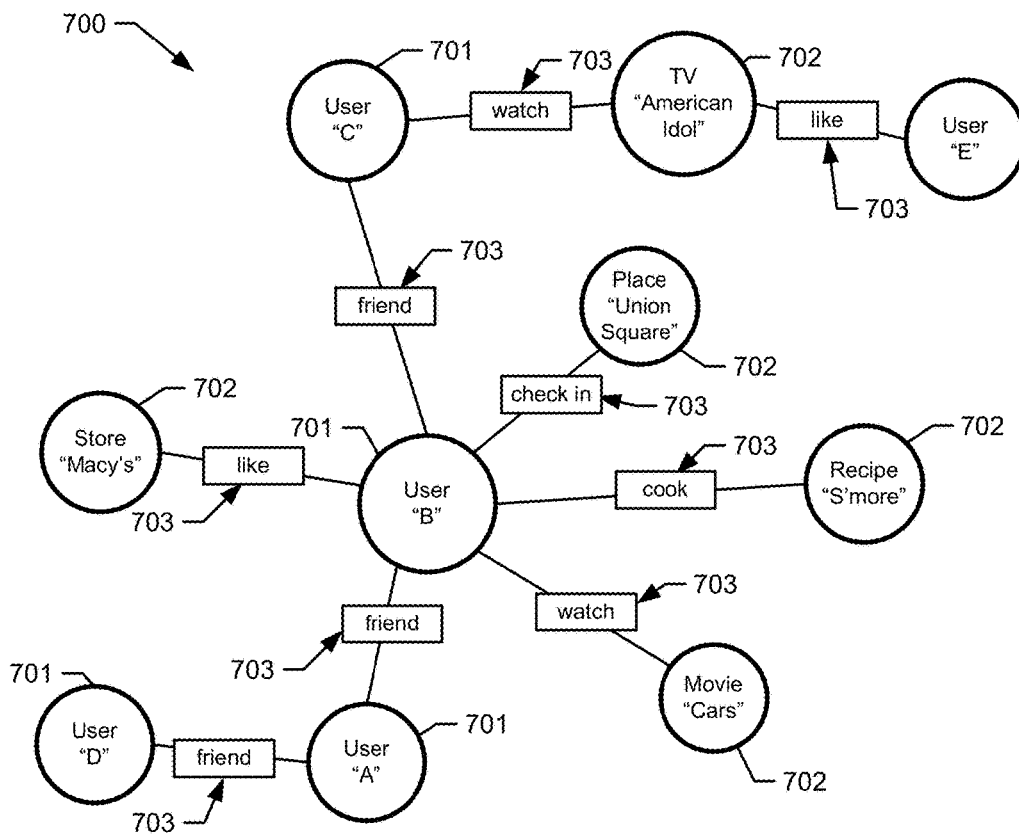 700
701
User
"C"
703
watch
TV
"American
Idol"
702
like
703
User
"E"
703
friend
Place
"Union
Square"
702
check in
703
702
Store
"Macy's"
like
703
701
User
"B"
703
cook
702
Recipe
"S'more"
703
watch
friend
703
Movie
"Cars"
702
701
User
"D"
friend
703
701
User
"A"